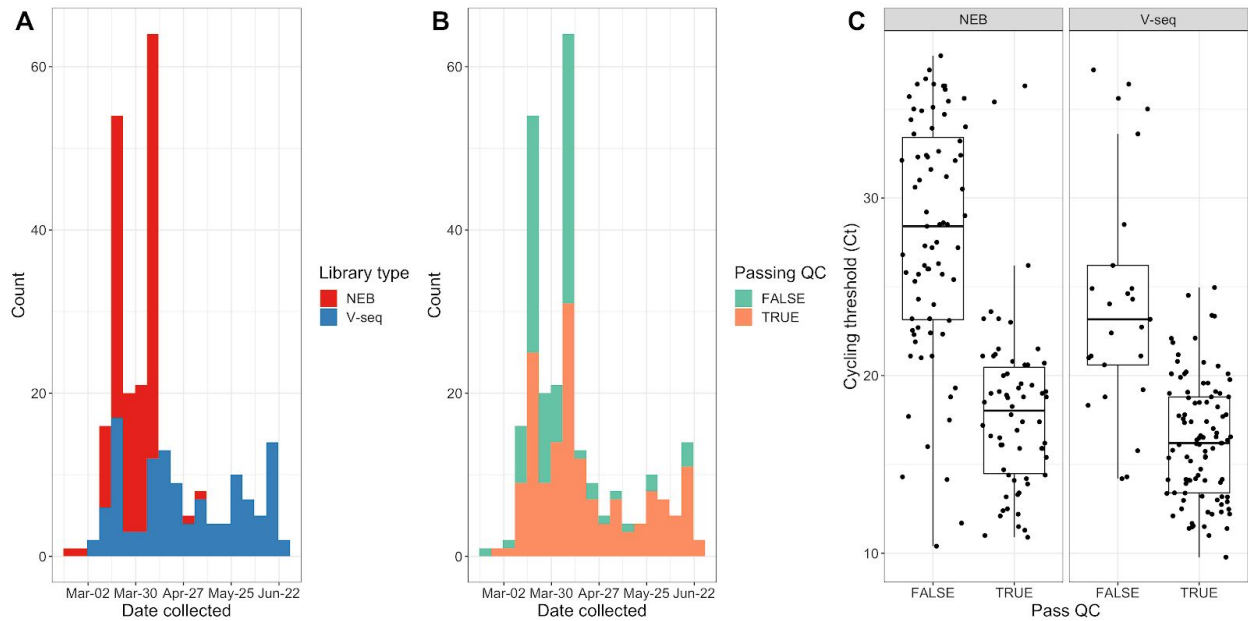 A
Count
60
40
20
0
Mar-02 Mar-30 Apr-27 May-25 Jun-22
Date collected
Library type
NEB
V-seq
B
Count
60
40
20
0
Mar-02 Mar-30 Apr-27 May-25 Jun-22
Date collected
Passing QC
FALSE
TRUE
C
NEB V-seq
Cycling threshold (Ct)
30
20
10
FALSE TRUE FALSE TRUE
Pass QC